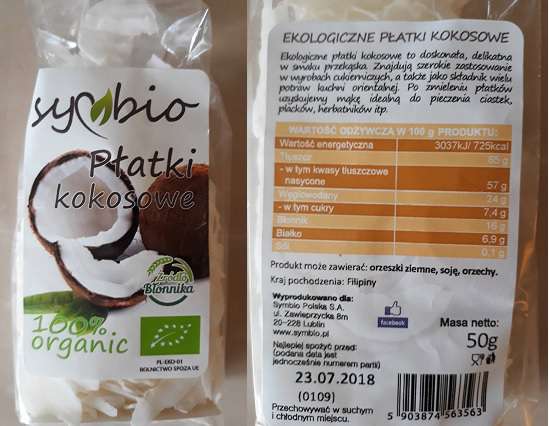 symbio
Płatki
kokosowe
Źródło
Błonnika
100%
organic
PL-EKO-01
ROLNICTWO SPOZA UE
EKOLOGICZNE PŁATKI KOKOSOWE
Ekologiczne płatki kokosowe to doskonała, delikatna
w smaku przekąska. Znajdują szerokie zastosowanie
w wyrobach cukierniczych, a także jako składnik wielu
potraw kuchni orientalnej. Po zmieleniu płatków
uzyskujemy mąkę idealną do pieczenia ciastek,
placków, herbatników itp.
WARTOŚĆ ODŻYWCZA W 100 g PRODUKTU:
Wartość energetyczna 3037kJ/ 725kcal
Tłuszcz 65 g
- w tym kwasy tłuszczowe
nasycone 57 g
Węglowodany 24 g
- w tym cukry 7,4 g
Błonnik 16 g
Białko 6,9 g
Sól 0,1 g
Produkt może zawierać: orzeszki ziemne, soję, orzechy.
Kraj pochodzenia: Filipiny
Wyprodukowano dla:
Symbio Polska S.A.
ul. Zawieprzycka 8m
20-228 Lublin
www.symbio.pl
facebook
Masa netto:
50g
Najlepiej spożyć przed:
(podana data jest
jednocześnie numerem partii)
23.07.2018
(0109)
Przechowywać w suchym
i chłodnym miejscu.
5 903874 563563